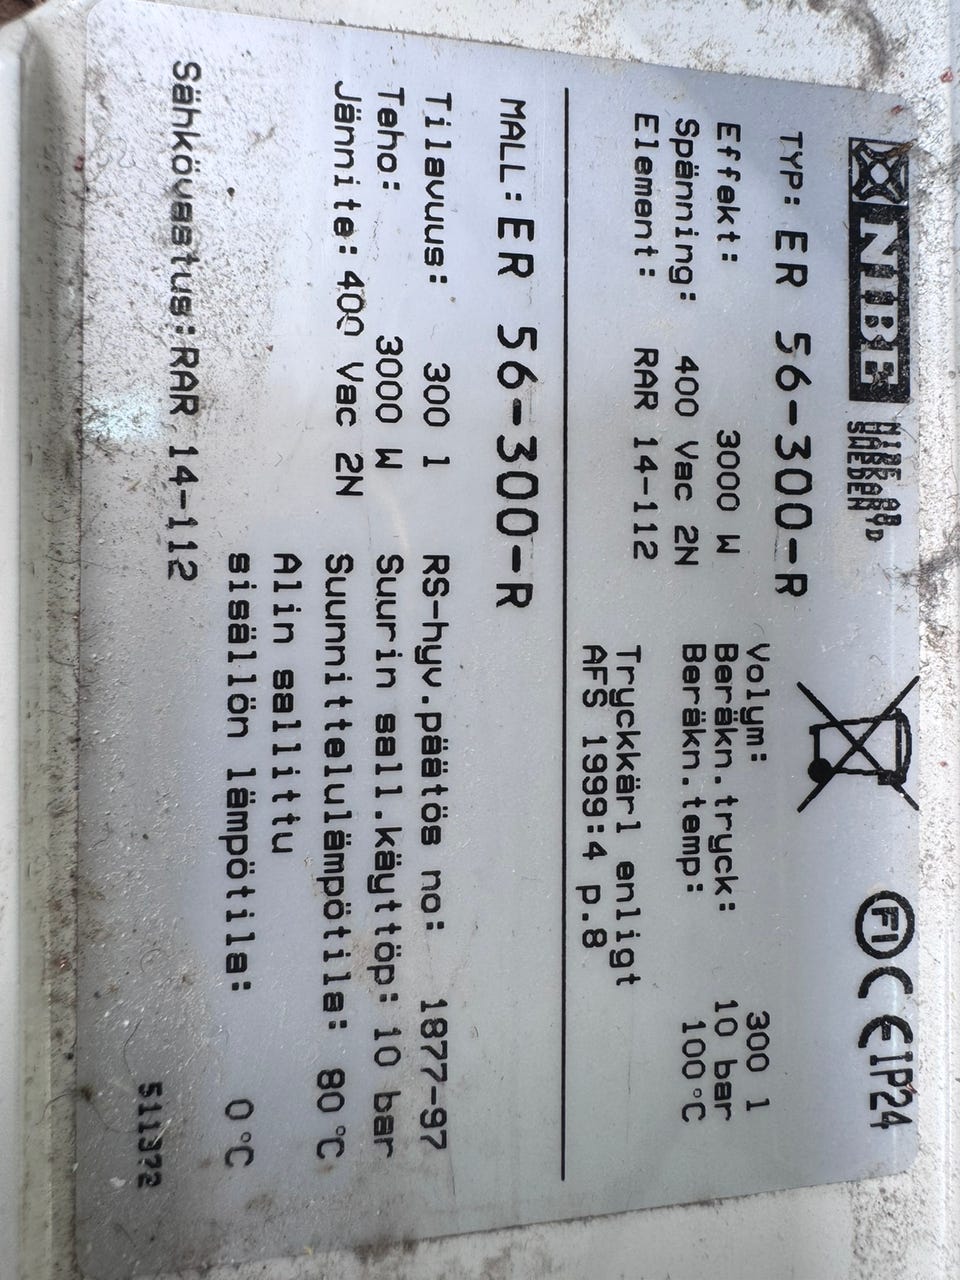 NIBE
NIBE AB
MARKARYD
SWEDEN
FI CE IP24
TYP: ER 56-300-R
Volym: 300 l
Effekt: 3000 W
Beräkn.tryck: 10 bar
Spänning: 400 Vac 2N
Beräkn.temp: 100°C
Element: RAR 14-112
Tryckkärl enligt
AFS 1999:4 p.8
MALL: ER 56-300-R
Tilavuus: 300 l
RS-hyv.päätös no: 1877-97
Teho: 3000 W
Suurin sall.käyttöp: 10 bar
Jännite: 400 Vac 2N
Suunnittelulämpötila: 80°C
Alin sallittu
sisällön lämpötila: 0°C
Sähkövastus:RAR 14-112
511372